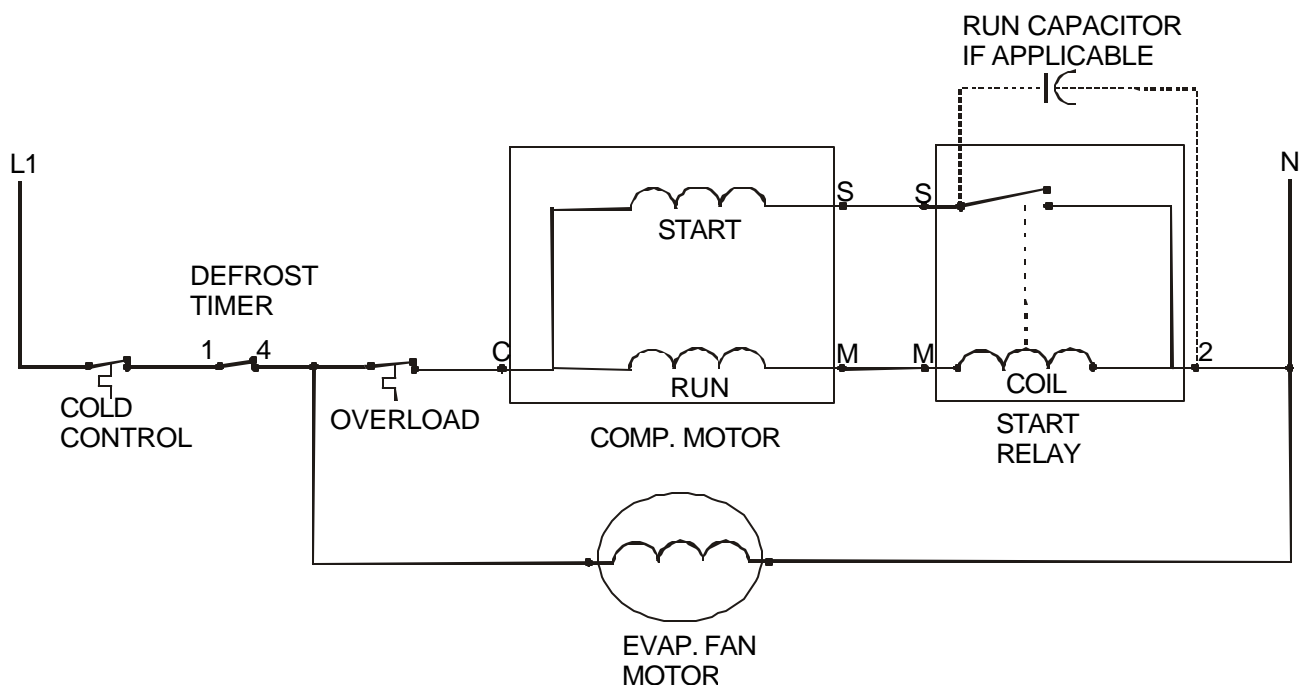 RUN CAPACITOR
IF APPLICABLE
L1
N
S
S
START
DEFROST
TIMER
1
4
C
M
M
2
RUN
COIL
COLD
CONTROL
OVERLOAD
COMP. MOTOR
START
RELAY
EVAP. FAN
MOTOR